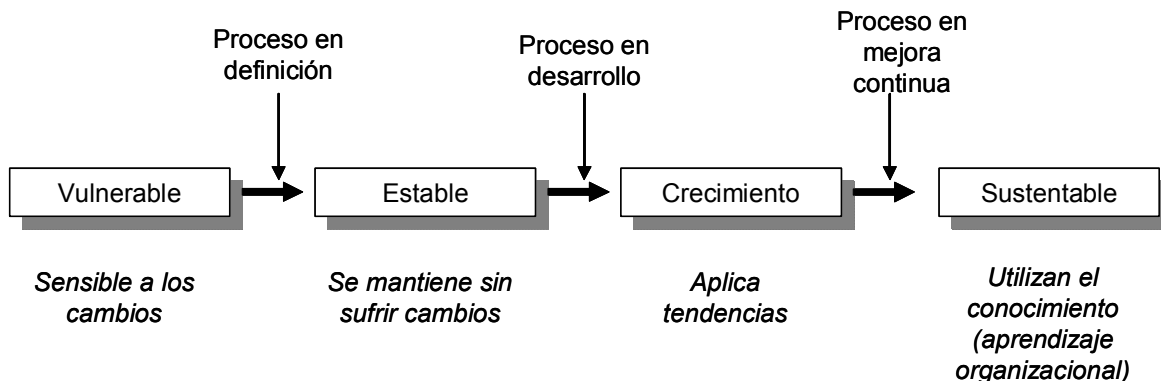 Proceso en
definición
Proceso en
desarrollo
Proceso en
mejora
continua
Vulnerable
Estable
Crecimiento
Sustentable
Sensible a los
cambios
Se mantiene sin
sufrir cambios
Aplica
tendencias
Utilizan el
conocimiento
(aprendizaje
organizacional)